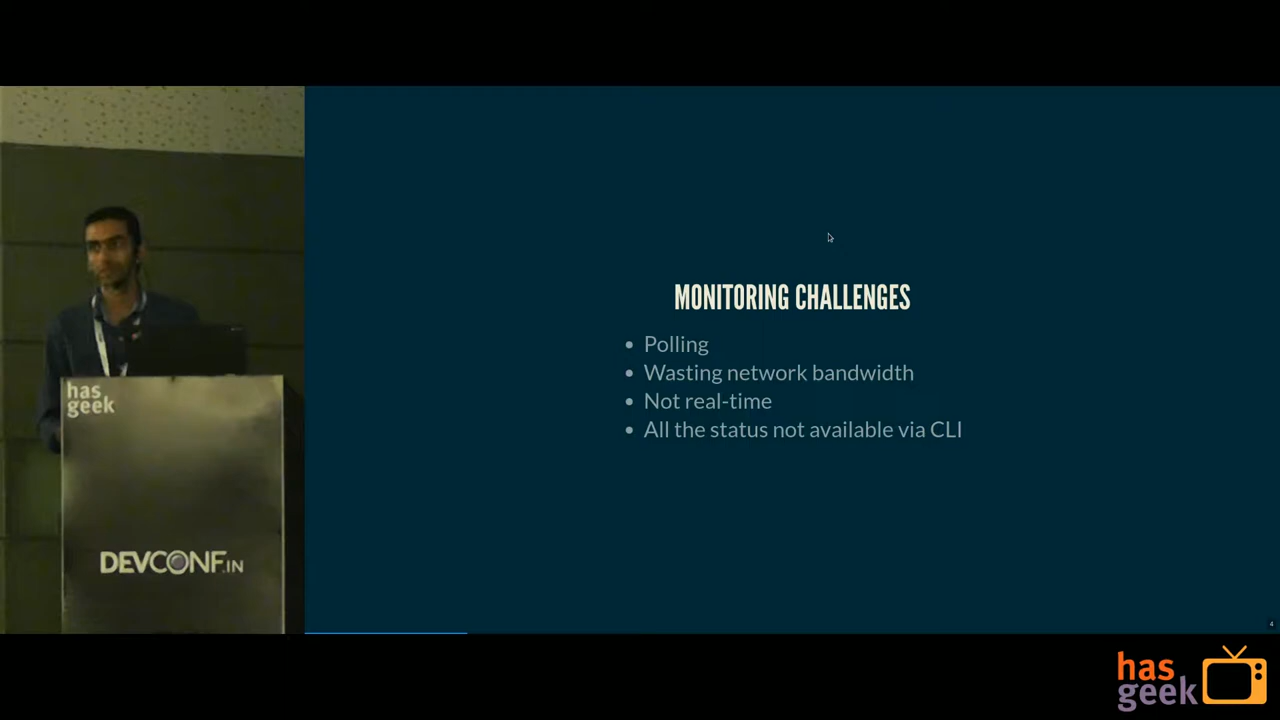 MONITORING CHALLENGES
Polling
Wasting network bandwidth
Not real-time
All the status not available via CLI
has
geek
DEVCONF.IN
4
has
geek